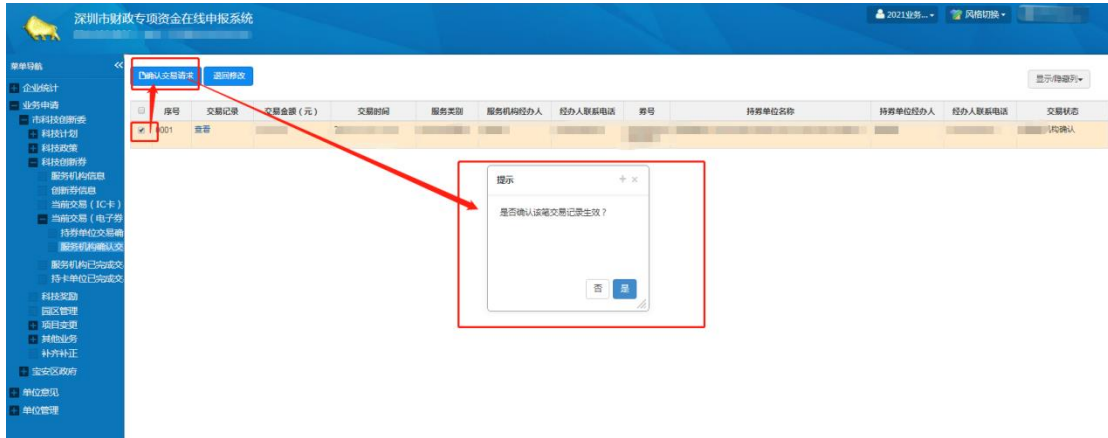 深圳市财政专项资金在线申报系统
2021业务...
风格切换
菜单导航
企业统计
业务申请
市科技创新委
科技计划
科技政策
科技创新券
服务机构信息
创新券信息
当前交易（IC卡）
当前交易（电子券
持券单位交易确
服务机构确认交
服务机构已完成交
持卡单位已完成交
科技奖励
园区管理
项目变更
其他业务
补齐补正
宝安区政府
单位意见
单位管理
确认交易请求 退回修改
显示/隐藏列
序号 交易记录 交易金额（元） 交易时间 服务类别 服务机构经办人 经办人联系电话 券号 持券单位名称 持券单位经办人 经办人联系电话 交易状态
0001 查看 机构确认
提示
是否确认该笔交易记录生效？
否 是